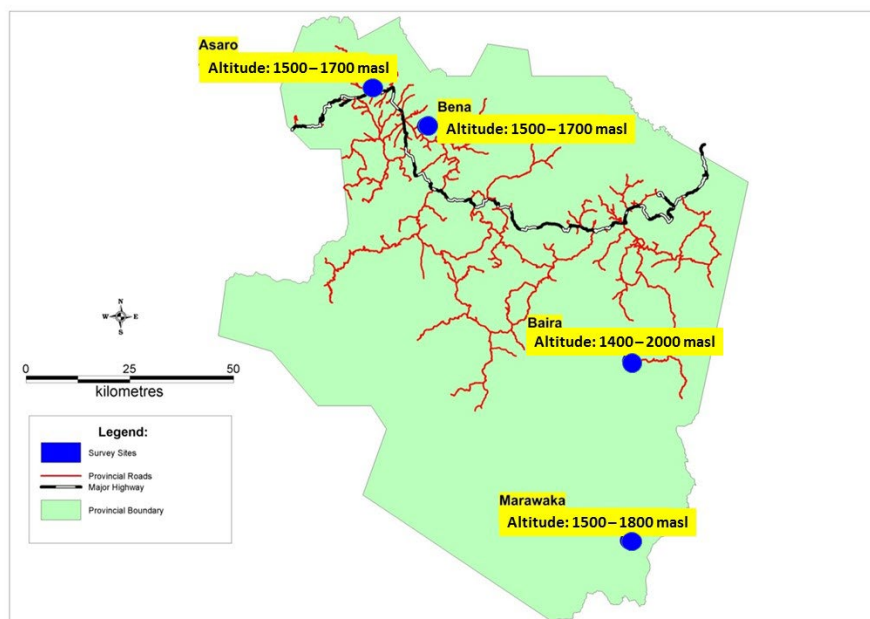 Asaro
Altitude: 1500 – 1700 masl
Bena
Altitude: 1500 – 1700 masl
Baira
Altitude: 1400 – 2000 masl
N
W E
S
0 25 50
kilometres
Legend:
Survey Sites
Provincial Roads
Major Highway
Provincial Boundary
Marawaka
Altitude: 1500 – 1800 masl